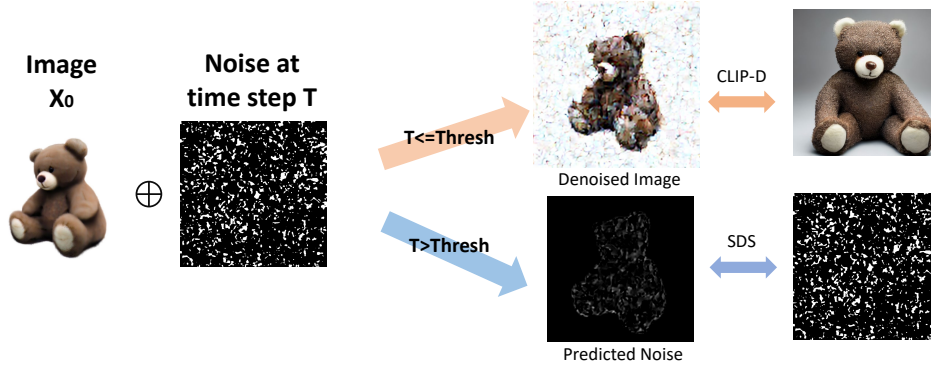 Image
X₀
Noise at
time step T
T<=Thresh
T>Thresh
CLIP-D
Denoised Image
SDS
Predicted Noise